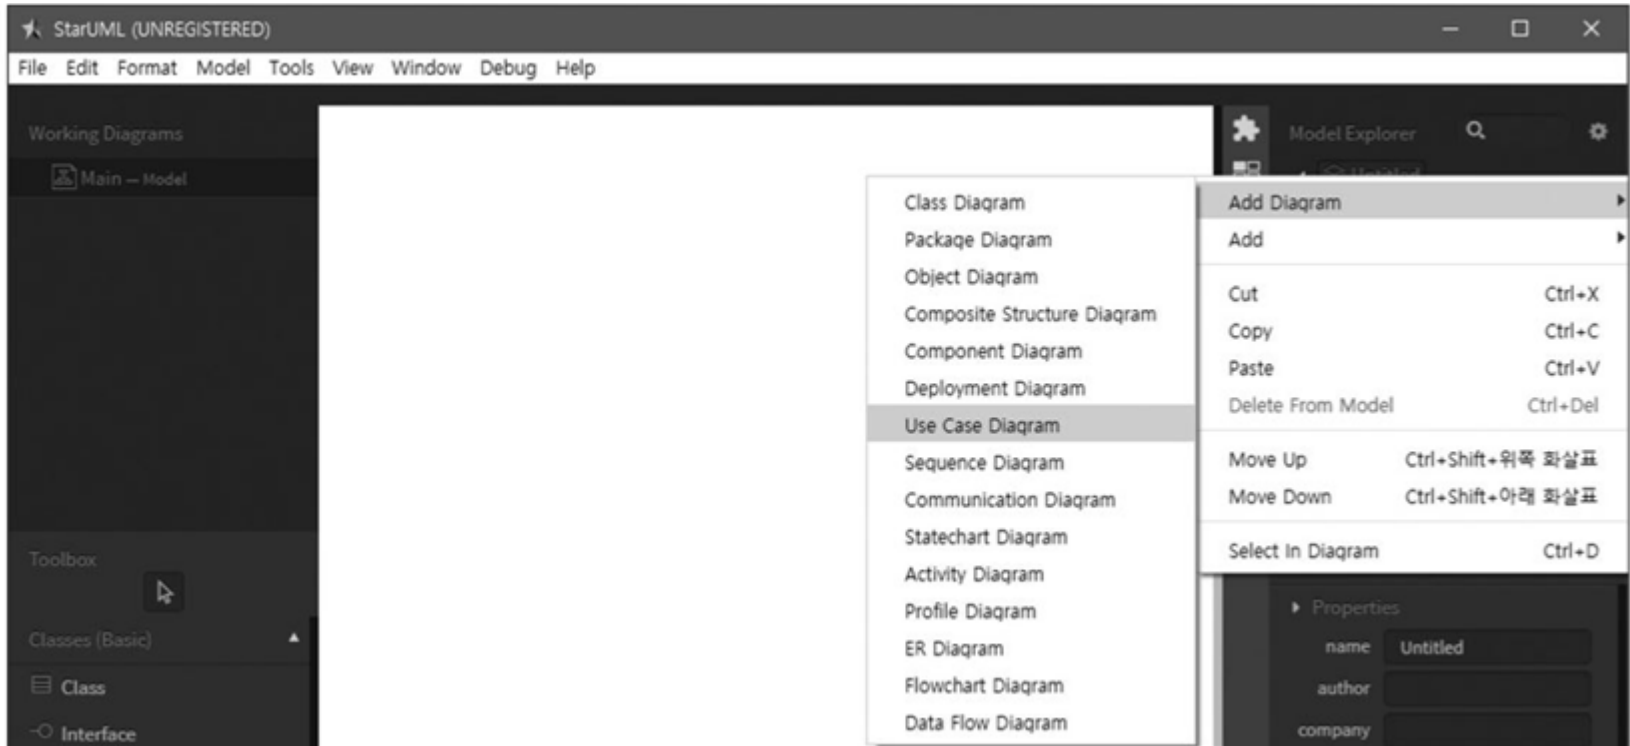 StarUML (UNREGISTERED)
File Edit Format Model Tools View Window Debug Help
Working Diagrams
Main — Model
Toolbox
Classes (Basic)
Class
Interface
Class Diagram
Package Diagram
Object Diagram
Composite Structure Diagram
Component Diagram
Deployment Diagram
Use Case Diagram
Sequence Diagram
Communication Diagram
Statechart Diagram
Activity Diagram
Profile Diagram
ER Diagram
Flowchart Diagram
Data Flow Diagram
Model Explorer
Untitled
Add Diagram
Add
Cut Ctrl+X
Copy Ctrl+C
Paste Ctrl+V
Delete From Model Ctrl+Del
Move Up Ctrl+Shift+위쪽 화살표
Move Down Ctrl+Shift+아래 화살표
Select In Diagram Ctrl+D
Properties
name Untitled
author
company